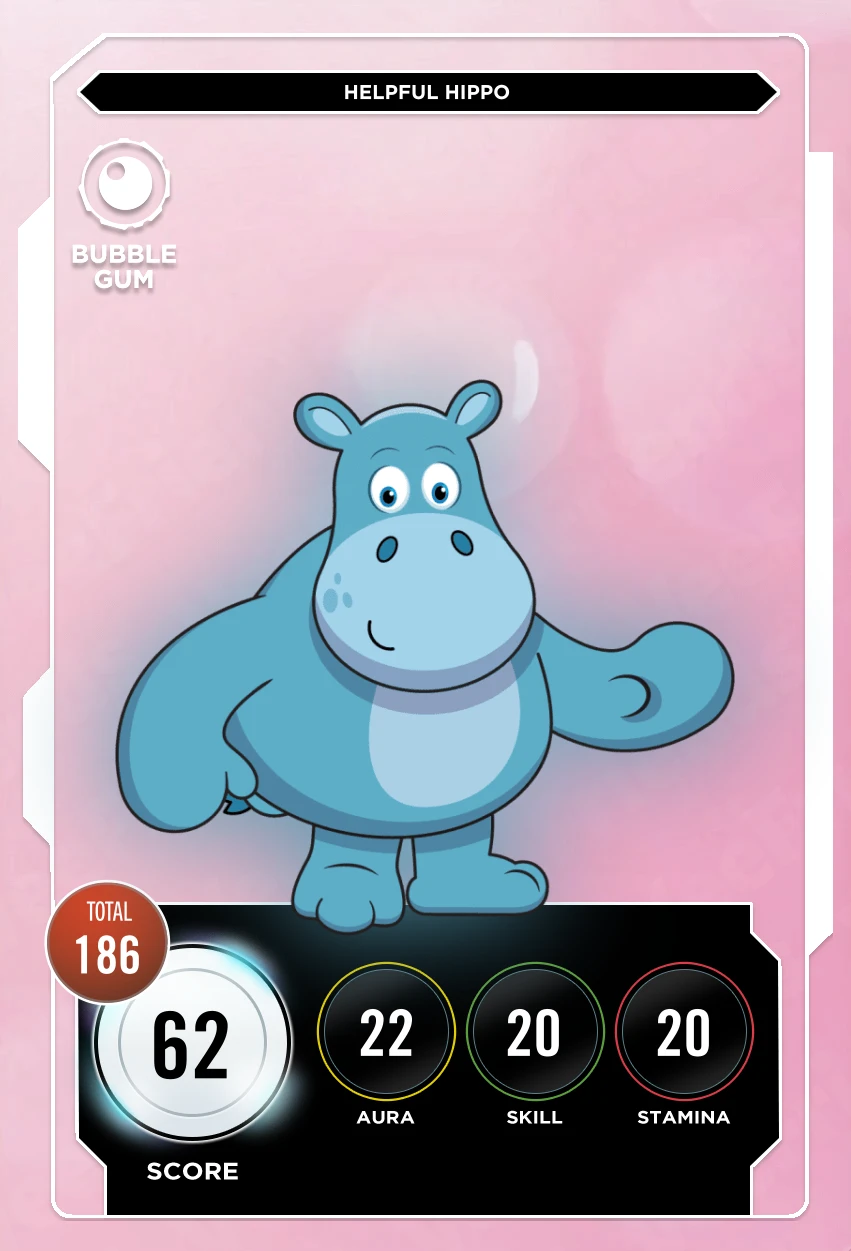 HELPFUL HIPPO
BUBBLE
GUM
TOTAL
186
62
22
20
20
AURA
SKILL
STAMINA
SCORE